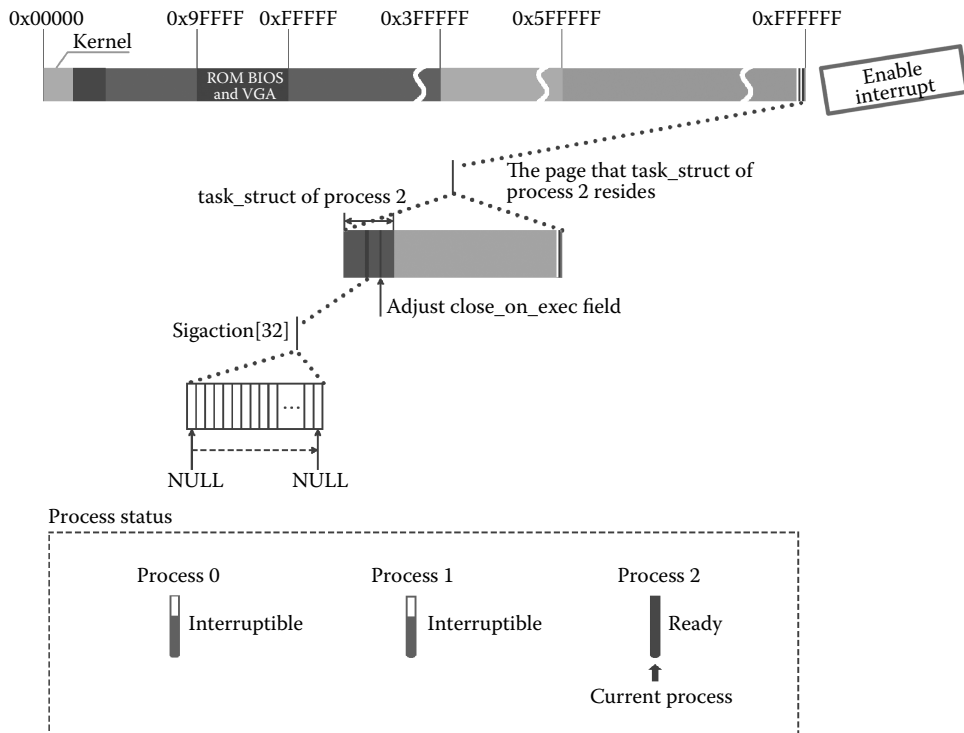 0x00000 0x9FFFF 0xFFFFF 0x3FFFFF 0x5FFFFF 0xFFFFFF
Kernel
ROM BIOS
and VGA
Enable
interrupt
The page that task_struct of
process 2 resides
task_struct of process 2
Adjust close_on_exec field
Sigaction[32]
...
NULL NULL
Process status
Process 0 Process 1 Process 2
Interruptible Interruptible Ready
Current process